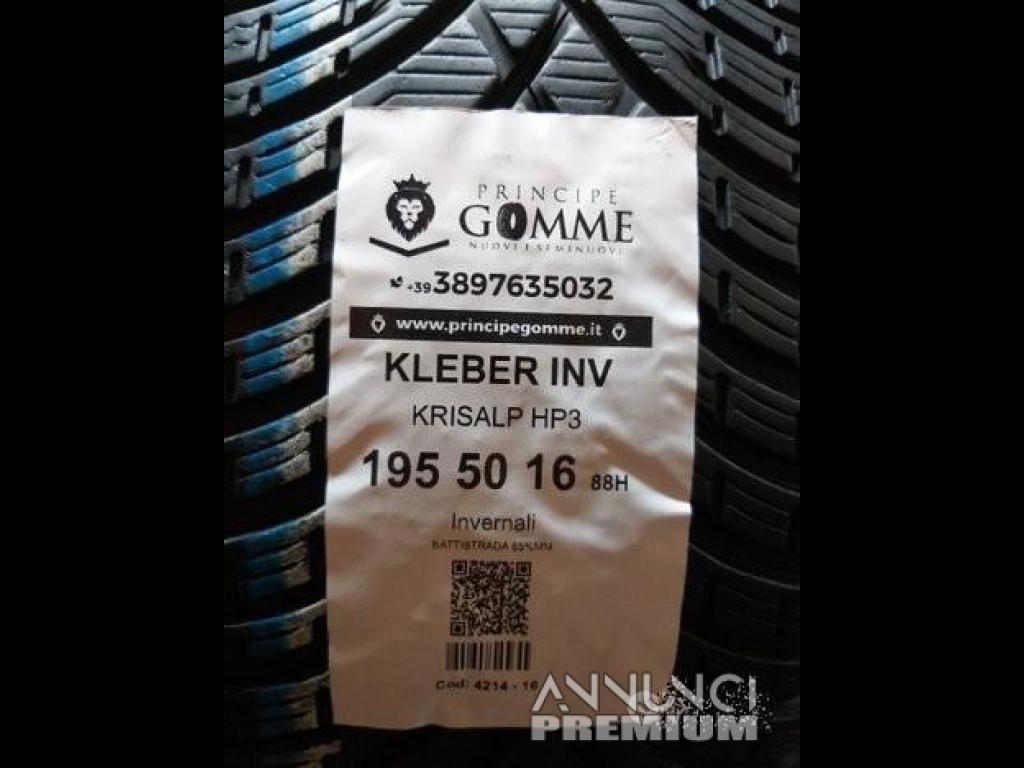 PRINCIPE
GOMME
NUOVI E SEMINUOVI
+39 3897635032
www.principegomme.it
KLEBER INV
KRISALP HP3
195 50 16 88H
Invernali
BATTISTRADA 65%MM
Cod: 4214 - 16
ANNUNCI
PREMIUM